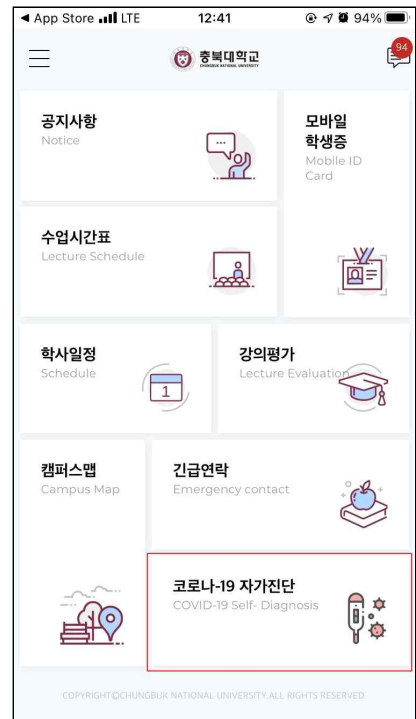 App Store LTE 12:41 94%
충북대학교
CHUNGBUK NATIONAL UNIVERSITY
94
공지사항
Notice
모바일
학생증
Mobile ID
Card
수업시간표
Lecture Schedule
학사일정
Schedule
1
강의평가
Lecture Evaluation
캠퍼스맵
Campus Map
긴급연락
Emergency contact
코로나-19 자가진단
COVID-19 Self- Diagnosis
COPYRIGHT©CHUNGBUK NATIONAL UNIVERSITY.ALL RIGHTS RESERVED.